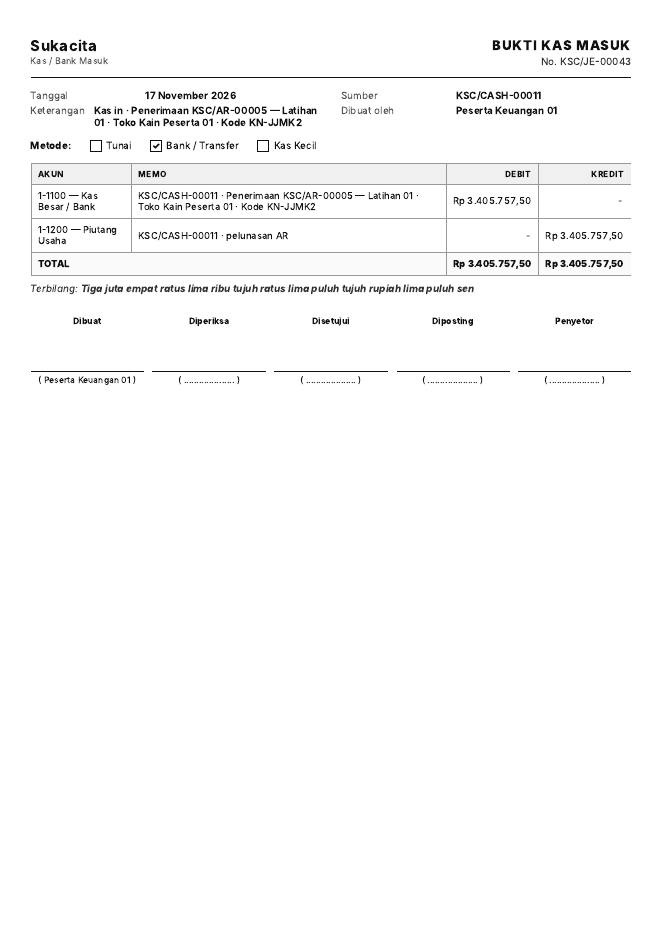 Sukacita
BUKTI KAS MASUK
Kas / Bank Masuk
No. KSC/JE-00043
Tanggal 17 November 2026
Sumber KSC/CASH-00011
Keterangan Kas in · Penerimaan KSC/AR-00005 — Latihan
01 · Toko Kain Peserta 01 · Kode KN-JJMK2
Dibuat oleh Peserta Keuangan 01
Metode: Tunai Bank / Transfer Kas Kecil
AKUN MEMO DEBIT KREDIT
1-1100 — Kas
Besar / Bank
KSC/CASH-00011 · Penerimaan KSC/AR-00005 — Latihan 01 ·
Toko Kain Peserta 01 · Kode KN-JJMK2
Rp 3.405.757,50 -
1-1200 — Piutang
Usaha
KSC/CASH-00011 · pelunasan AR
- Rp 3.405.757,50
TOTAL Rp 3.405.757,50 Rp 3.405.757,50
Terbilang: Tiga juta empat ratus lima ribu tujuh ratus lima puluh tujuh rupiah lima puluh sen
Dibuat Diperiksa Disetujui Diposting Penyetor
( Peserta Keuangan 01 ) ( ................... ) ( ................... ) ( ................... ) ( ................... )